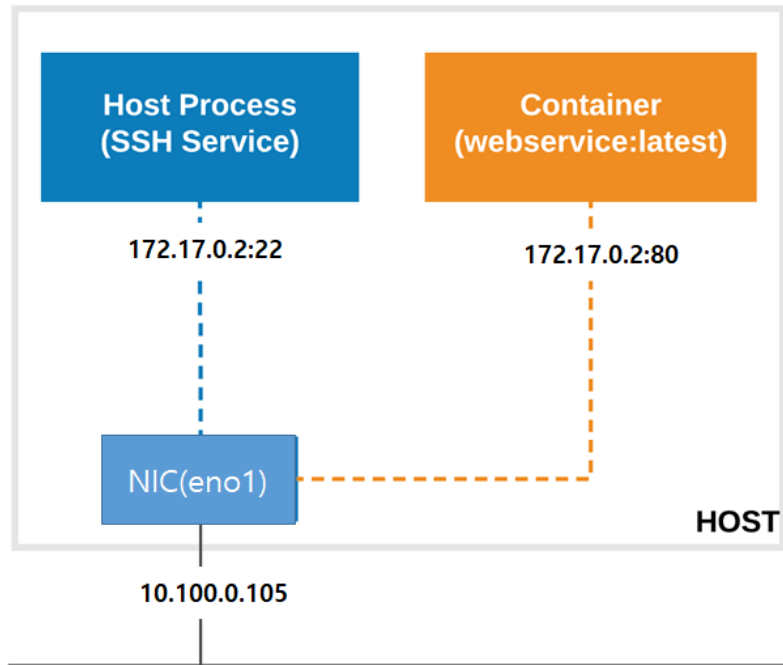 Host Process
(SSH Service)
Container
(webservice:latest)
172.17.0.2:22
172.17.0.2:80
NIC(eno1)
HOST
10.100.0.105